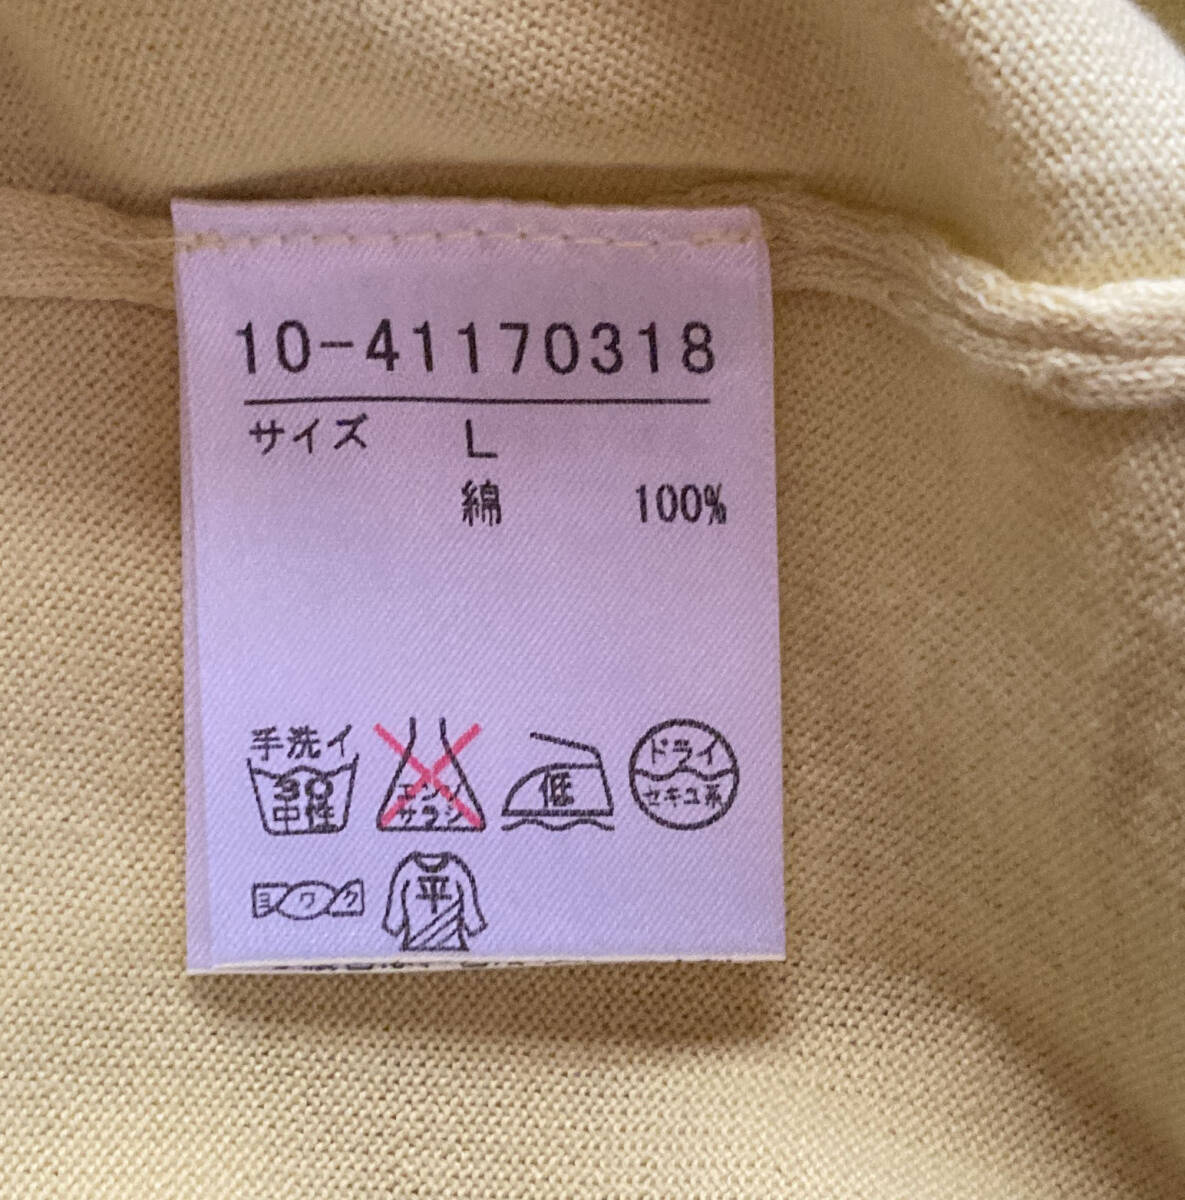 10-41170318
サイズ L
綿 100%
手洗イ
30
中性
エンソ
サラシ
低
ドライ
セキユ系
ヨワク
平